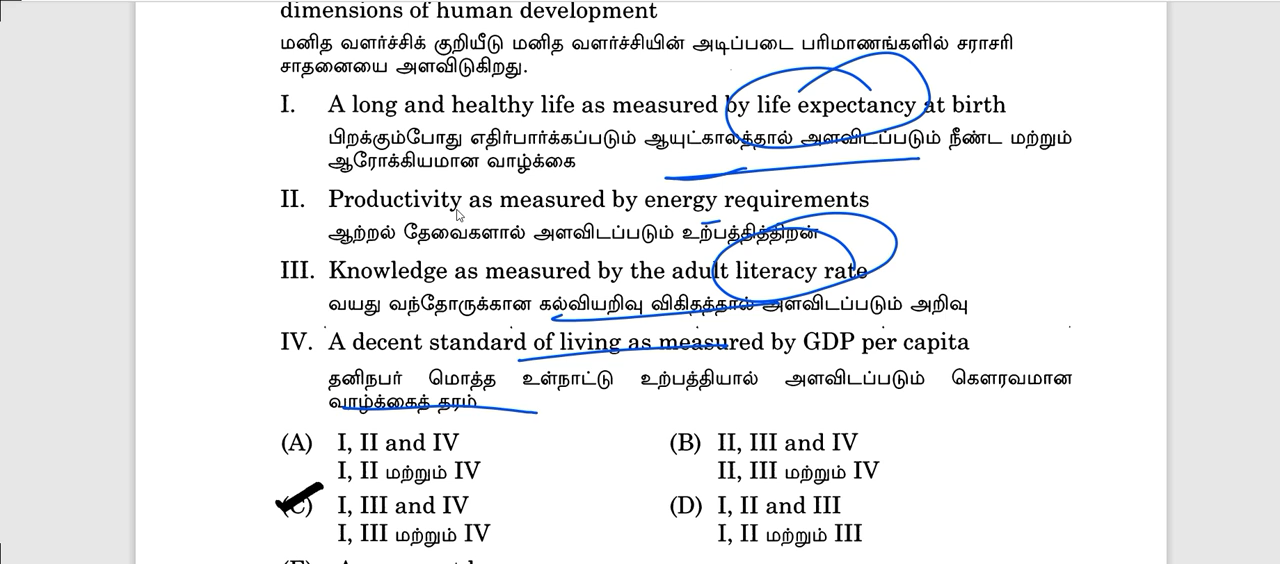 dimensions of human development
மனித வளர்ச்சிக் குறியீடு மனித வளர்ச்சியின் அடிப்படை பரிமாணங்களில் சராசரி
சாதனையை அளவிடுகிறது.
I. A long and healthy life as measured by life expectancy at birth
பிறக்கும்போது எதிர்பார்க்கப்படும் ஆயுட்காலத்தால் அளவிடப்படும் நீண்ட மற்றும்
ஆரோக்கியமான வாழ்க்கை
II. Productivity as measured by energy requirements
ஆற்றல் தேவைகளால் அளவிடப்படும் உற்பத்தித்திறன்
III. Knowledge as measured by the adult literacy rate
வயது வந்தோருக்கான கல்வியறிவு விகிதத்தால் அளவிடப்படும் அறிவு
IV. A decent standard of living as measured by GDP per capita
தனிநபர் மொத்த உள்நாட்டு உற்பத்தியால் அளவிடப்படும் கௌரவமான
வாழ்க்கைத் தரம்
(A) I, II and IV
I, II மற்றும் IV
(B) II, III and IV
II, III மற்றும் IV
(C) I, III and IV
I, III மற்றும் IV
(D) I, II and III
I, II மற்றும் III